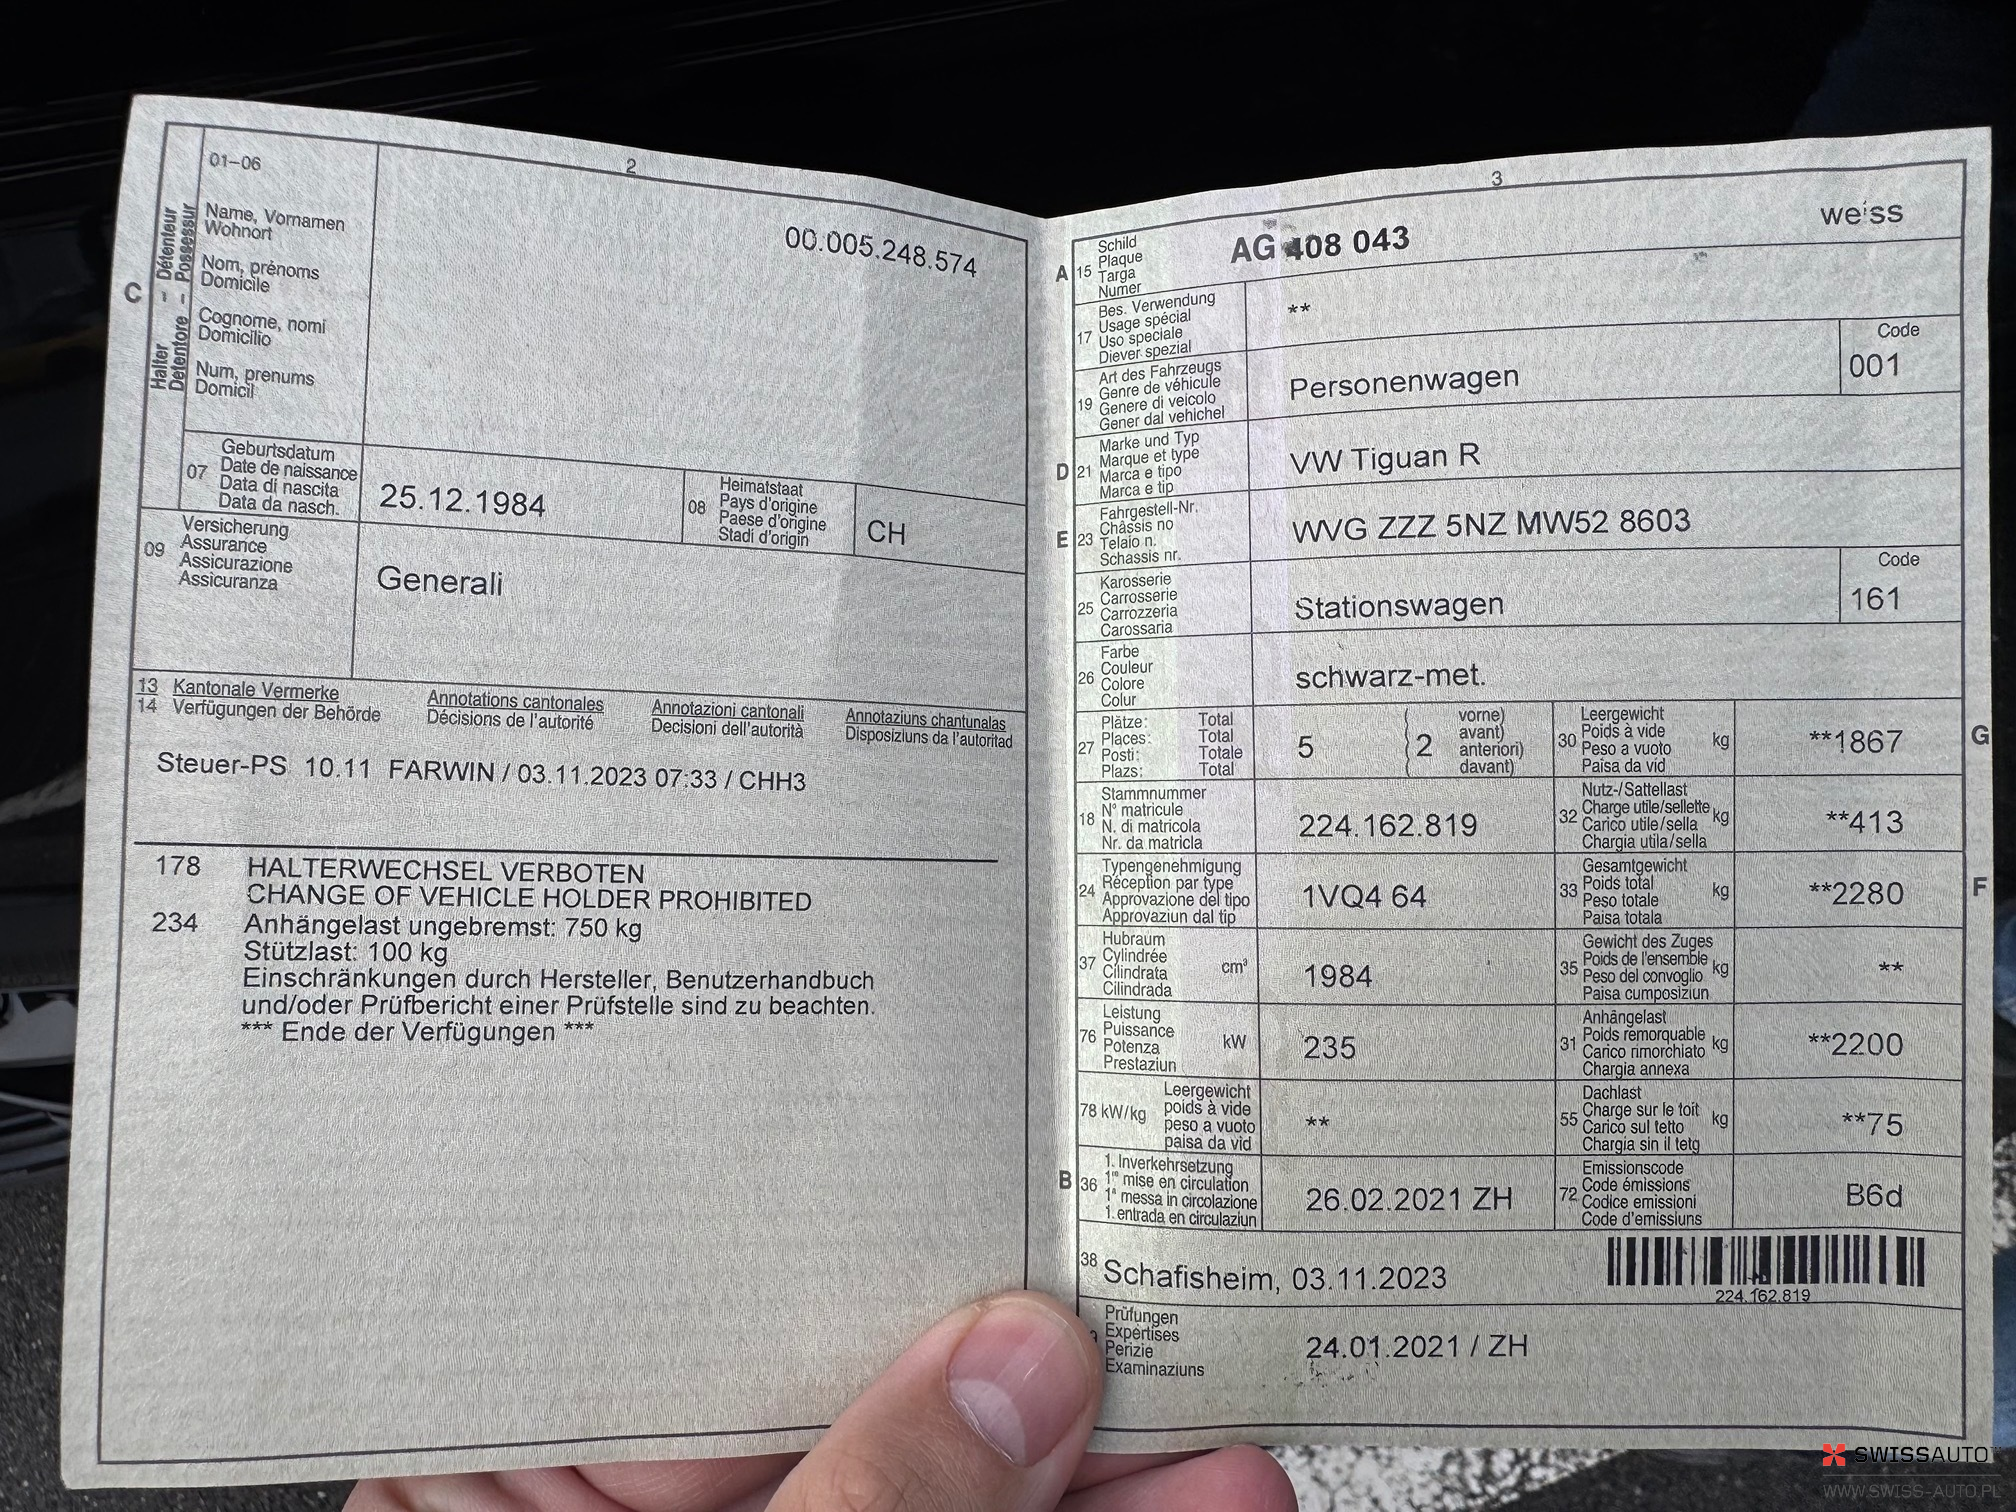 2
01–06
Name, Vornamen
Wohnort
Nom, prénoms
Domicile
Cognome, nomi
Domicilio
Num, prenums
Domicil
C
Halter – Détenteur
Detentore – Possessur
00.005.248.574
07
Geburtsdatum
Date de naissance
Data di nascita
Data da nasch.
25.12.1984
08
Heimatstaat
Pays d'origine
Paese d'origine
Stadi d'origin
CH
09
Versicherung
Assurance
Assicurazione
Assicuranza
Generali
13 Kantonale Vermerke Annotations cantonales Annotazioni cantonali Annotaziuns chantunalas
14 Verfügungen der Behörde Décisions de l'autorité Decisioni dell'autorità Disposiziuns da l'autoritad
Steuer-PS 10.11 FARWIN / 03.11.2023 07:33 / CHH3
178 HALTERWECHSEL VERBOTEN
CHANGE OF VEHICLE HOLDER PROHIBITED
234 Anhängelast ungebremst: 750 kg
Stützlast: 100 kg
Einschränkungen durch Hersteller, Benutzerhandbuch
und/oder Prüfbericht einer Prüfstelle sind zu beachten.
*** Ende der Verfügungen ***
3
A 15
Schild
Plaque
Targa
Numer
AG 408 043
weiss
17
Bes. Verwendung
Usage spécial
Uso speciale
Diever spezial
**
19
Art des Fahrzeugs
Genre de véhicule
Genere di veicolo
Gener dal vehichel
Personenwagen
Code
001
D 21
Marke und Typ
Marque et type
Marca e tipo
Marca e tip
VW Tiguan R
E 23
Fahrgestell-Nr.
Châssis no
Telaio n.
Schassis nr.
WVG ZZZ 5NZ MW52 8603
25
Karosserie
Carrosserie
Carrozzeria
Carossaria
Stationswagen
Code
161
26
Farbe
Couleur
Colore
Colur
schwarz-met.
27
Plätze: Total
Places: Total
Posti: Totale
Plazs: Total
5
2
vorne)
avant)
anteriori)
davant)
30
Leergewicht
Poids à vide
Peso a vuoto
Paisa da vid
kg
**1867
G
18
Stammnummer
N° matricule
N. di matricola
Nr. da matricla
224.162.819
32
Nutz-/Sattellast
Charge utile/sellette
Carico utile/sella
Chargia utila/sella
kg
**413
24
Typengenehmigung
Réception par type
Approvazione del tipo
Approvaziun dal tip
1VQ4 64
33
Gesamtgewicht
Poids total
Peso totale
Paisa totala
kg
**2280
F
37
Hubraum
Cylindrée
Cilindrata
Cilindrada
cm³
1984
35
Gewicht des Zuges
Poids de l'ensemble
Peso del convoglio
Paisa cumposiziun
kg
**
76
Leistung
Puissance
Potenza
Prestaziun
kW
235
31
Anhängelast
Poids remorquable
Carico rimorchiato
Chargia annexa
kg
**2200
78 kW/kg
Leergewicht
poids à vide
peso a vuoto
paisa da vid
**
55
Dachlast
Charge sur le toit
Carico sul tetto
Chargia sin il tetg
kg
**75
B 36
1. Inverkehrsetzung
1re mise en circulation
1a messa in circolazione
1. entrada en circulaziun
26.02.2021 ZH
72
Emissionscode
Code émissions
Codice emissioni
Code d'emissiuns
B6d
38
Schafisheim, 03.11.2023
224.162.819
Prüfungen
Expertises
Perizie
Examinaziuns
24.01.2021 / ZH
SWISSAUTO
WWW.SWISS-AUTO.PL